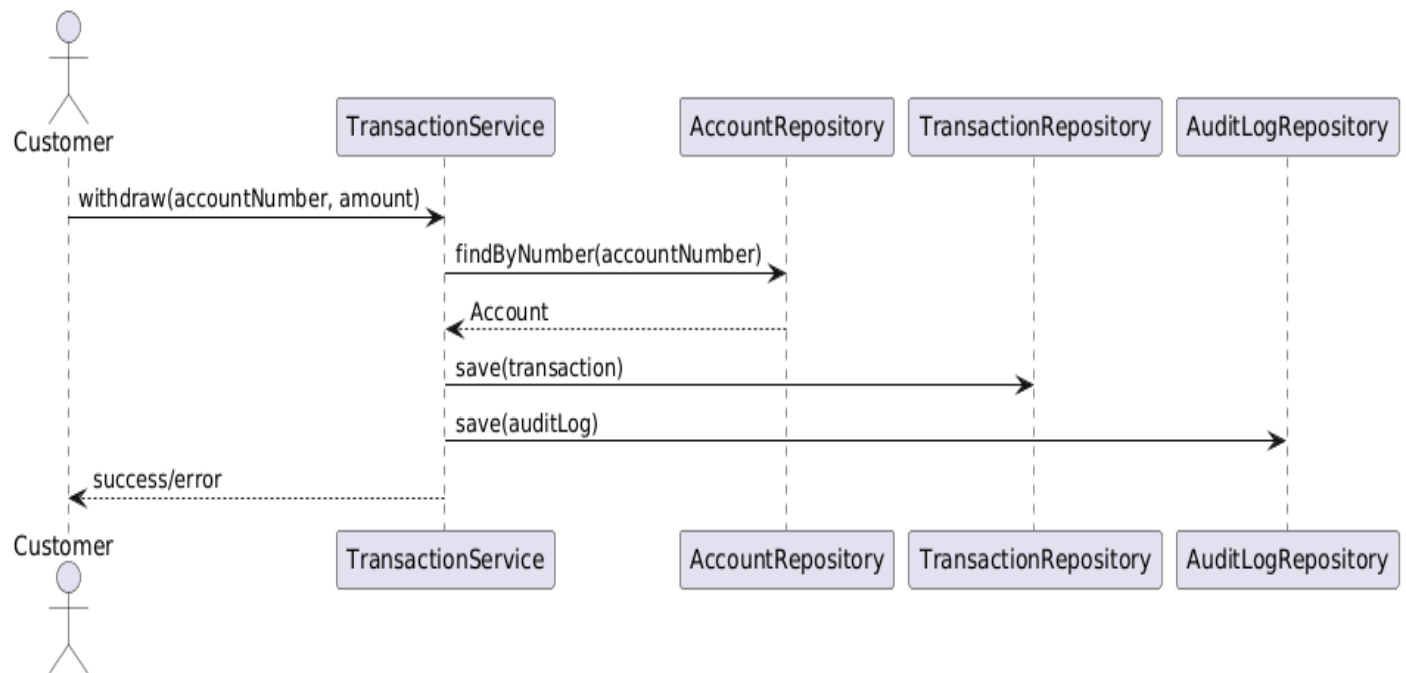 Customer
TransactionService
AccountRepository
TransactionRepository
AuditLogRepository
withdraw(accountNumber, amount)
findByNumber(accountNumber)
Account
save(transaction)
save(auditLog)
success/error
Customer
TransactionService
AccountRepository
TransactionRepository
AuditLogRepository